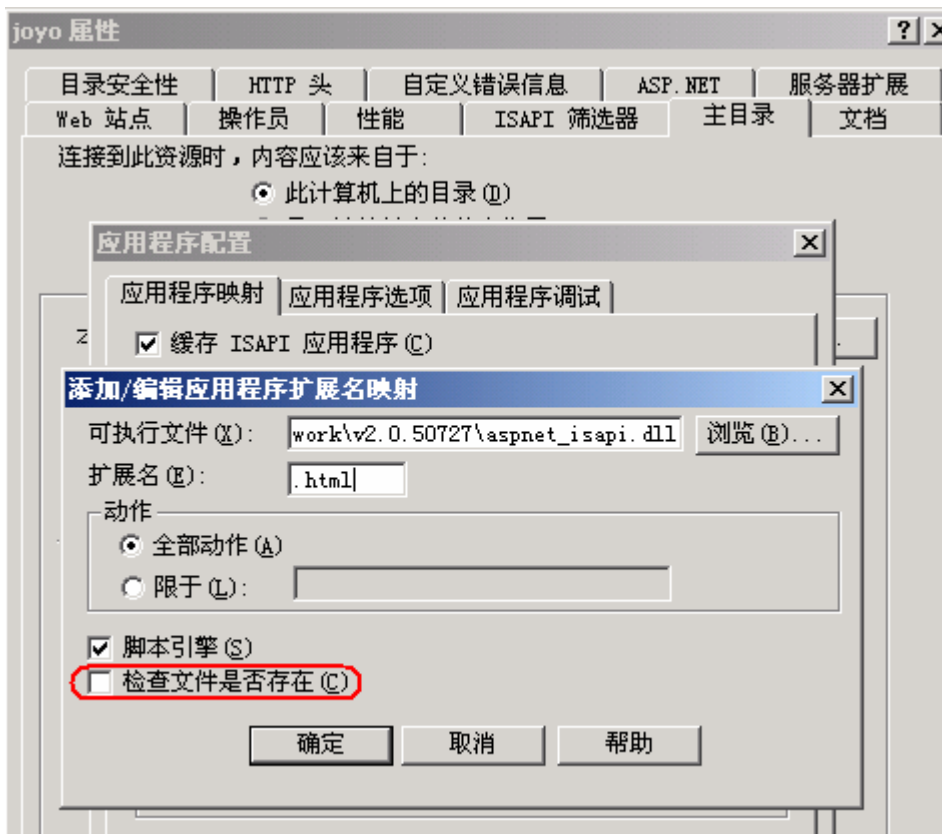 joyo 属性
目录安全性 HTTP 头 自定义错误信息 ASP.NET 服务器扩展
Web 站点 操作员 性能 ISAPI 筛选器 主目录 文档
连接到此资源时，内容应该来自于:
此计算机上的目录(D)
应用程序配置
应用程序映射 应用程序选项 应用程序调试
缓存 ISAPI 应用程序(C)
添加/编辑应用程序扩展名映射
可执行文件(X): work\v2.0.50727\aspnet_isapi.dll 浏览(B)...
扩展名(E): .html
动作
全部动作(A)
限于(L):
脚本引擎(S)
检查文件是否存在(C)
确定 取消 帮助